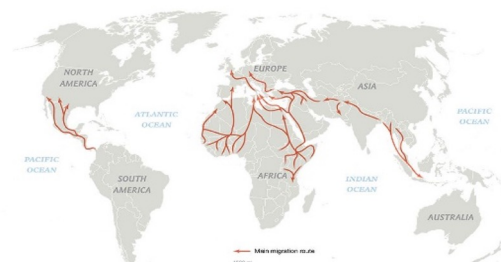 NORTH
AMERICA
EUROPE
ASIA
ATLANTIC
OCEAN
PACIFIC
OCEAN
PACIFIC
OCEAN
SOUTH
AMERICA
AFRICA
INDIAN
OCEAN
AUSTRALIA
Main migration route